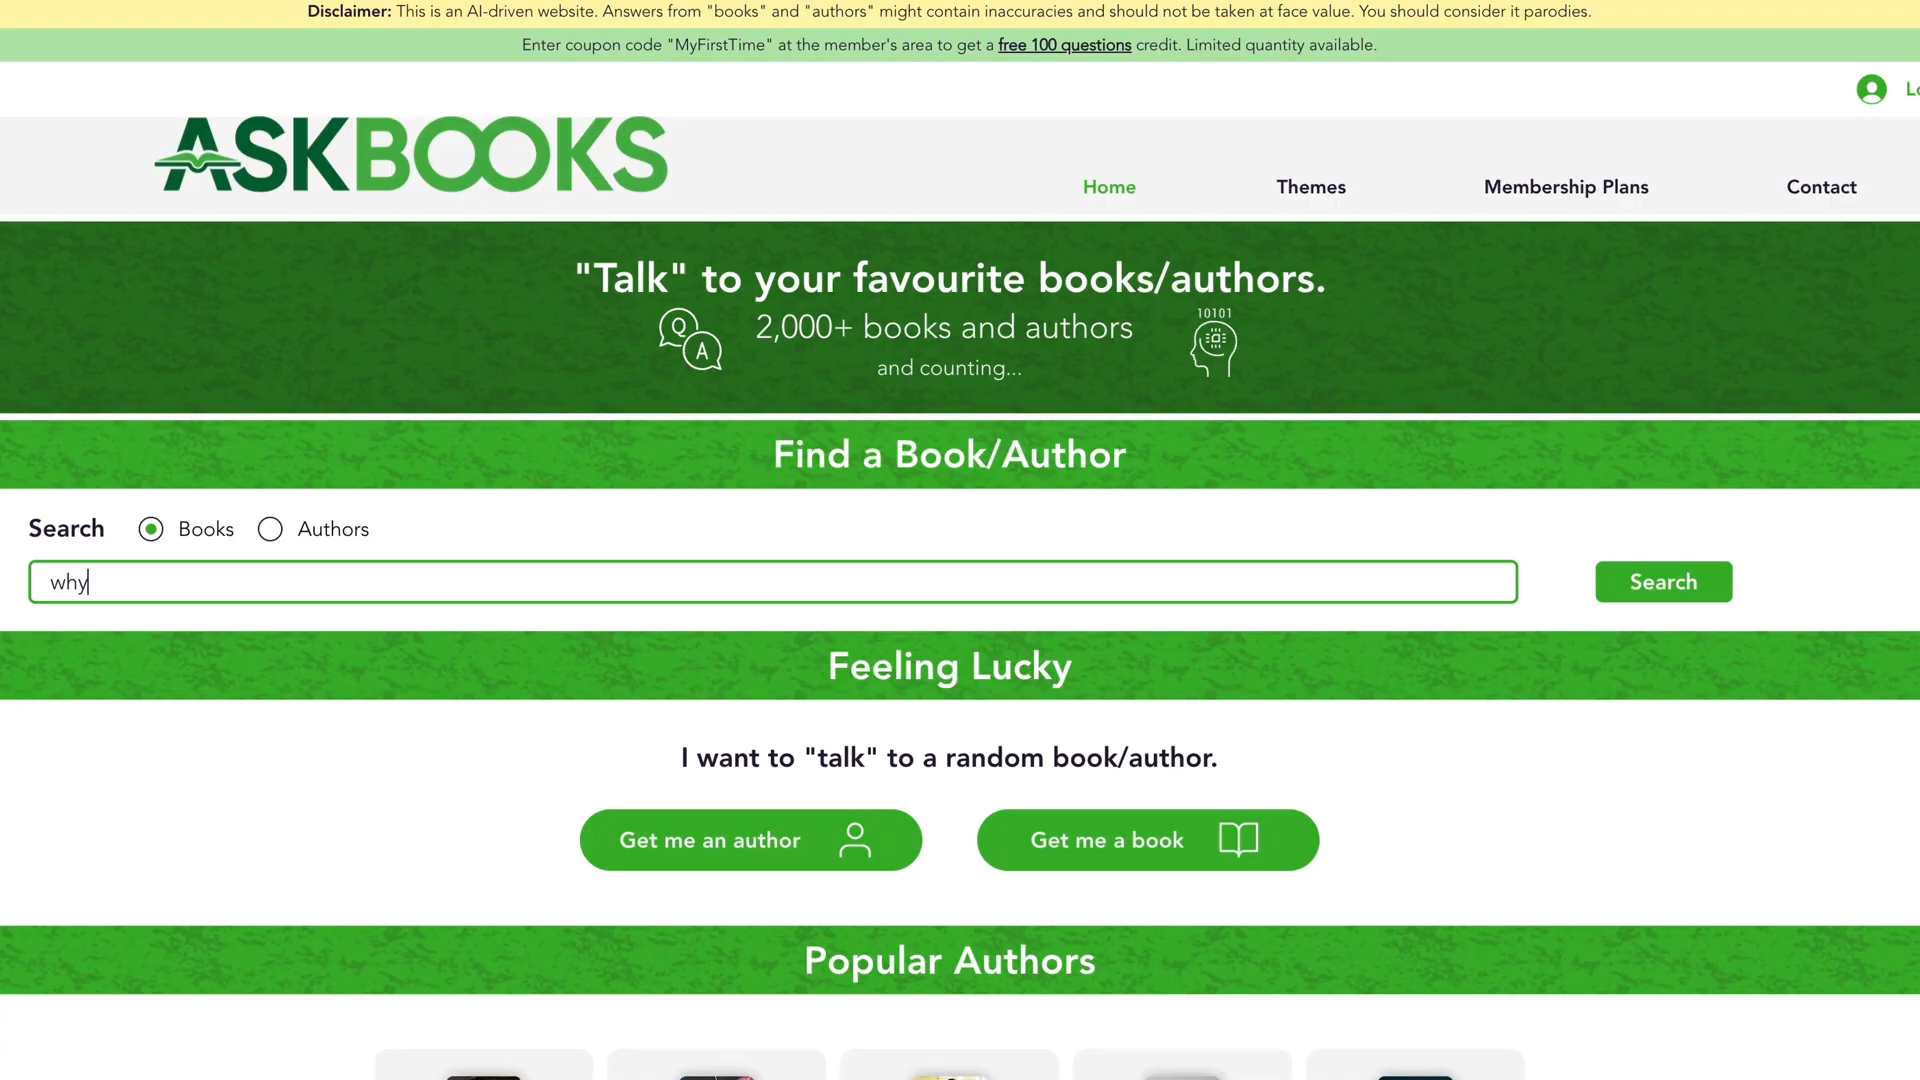 Disclaimer: This is an AI-driven website. Answers from "books" and "authors" might contain inaccuracies and should not be taken at face value. You should consider it parodies.
Enter coupon code "MyFirstTime" at the member's area to get a free 100 questions credit. Limited quantity available.
ASKBOOKS
Home Themes Membership Plans Contact
"Talk" to your favourite books/authors.
Q A 2,000+ books and authors 10101
and counting...
Find a Book/Author
Search Books Authors
why Search
Feeling Lucky
I want to "talk" to a random book/author.
Get me an author Get me a book
Popular Authors